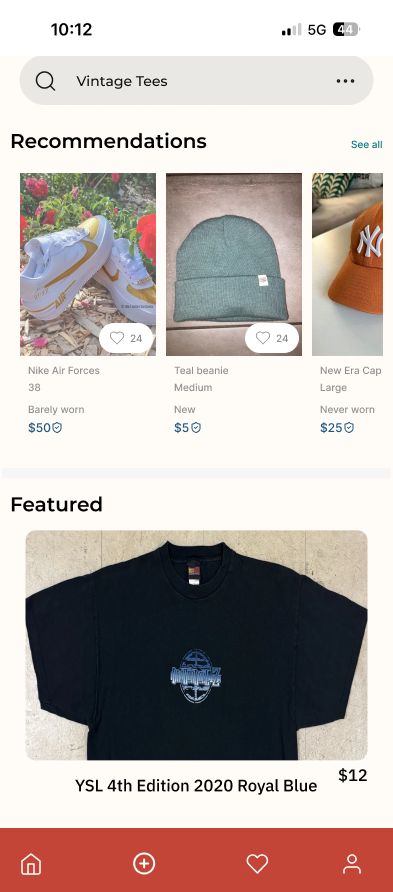 10:12
5G
44
Vintage Tees
Recommendations
See all
24
24
NY
Nike Air Forces
38
Barely worn
$50
Teal beanie
Medium
New
$5
New Era Cap
Large
Never worn
$25
Featured
YSL 4th Edition 2020 Royal Blue
$12